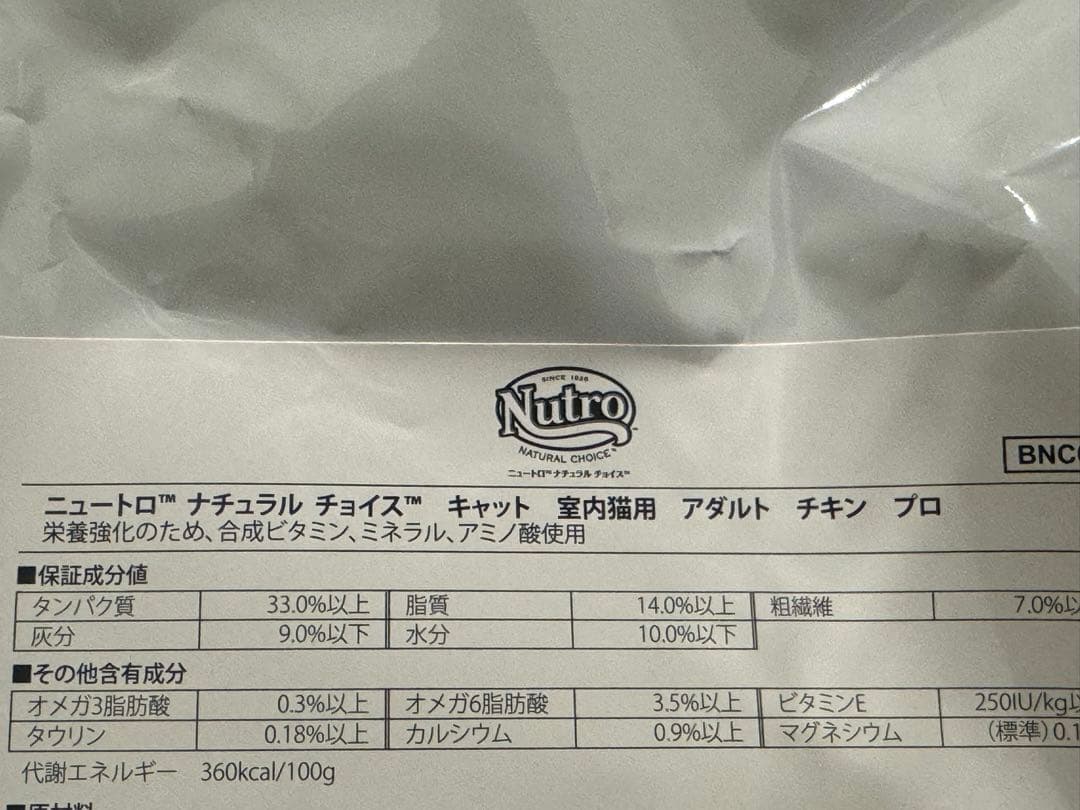 SINCE 1926
Nutro
NATURAL CHOICE™
ニュートロ™ ナチュラル チョイス™
BNC
ニュートロ™ ナチュラル チョイス™ キャット 室内猫用 アダルト チキン プロ
栄養強化のため、合成ビタミン、ミネラル、アミノ酸使用
■保証成分値
タンパク質 33.0%以上 脂質 14.0%以上 粗繊維 7.0%以
灰分 9.0%以下 水分 10.0%以下
■その他含有成分
オメガ3脂肪酸 0.3%以上 オメガ6脂肪酸 3.5%以上 ビタミンE 250IU/kg以
タウリン 0.18%以上 カルシウム 0.9%以上 マグネシウム (標準)0.1
代謝エネルギー 360kcal/100g
■原材料